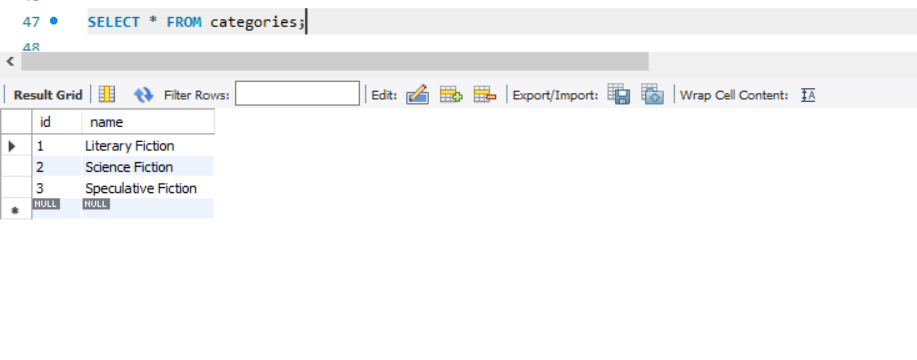 47 SELECT * FROM categories;
48
Result Grid Filter Rows: Edit: Export/Import: Wrap Cell Content: IA
id name
1 Literary Fiction
2 Science Fiction
3 Speculative Fiction
NULL NULL